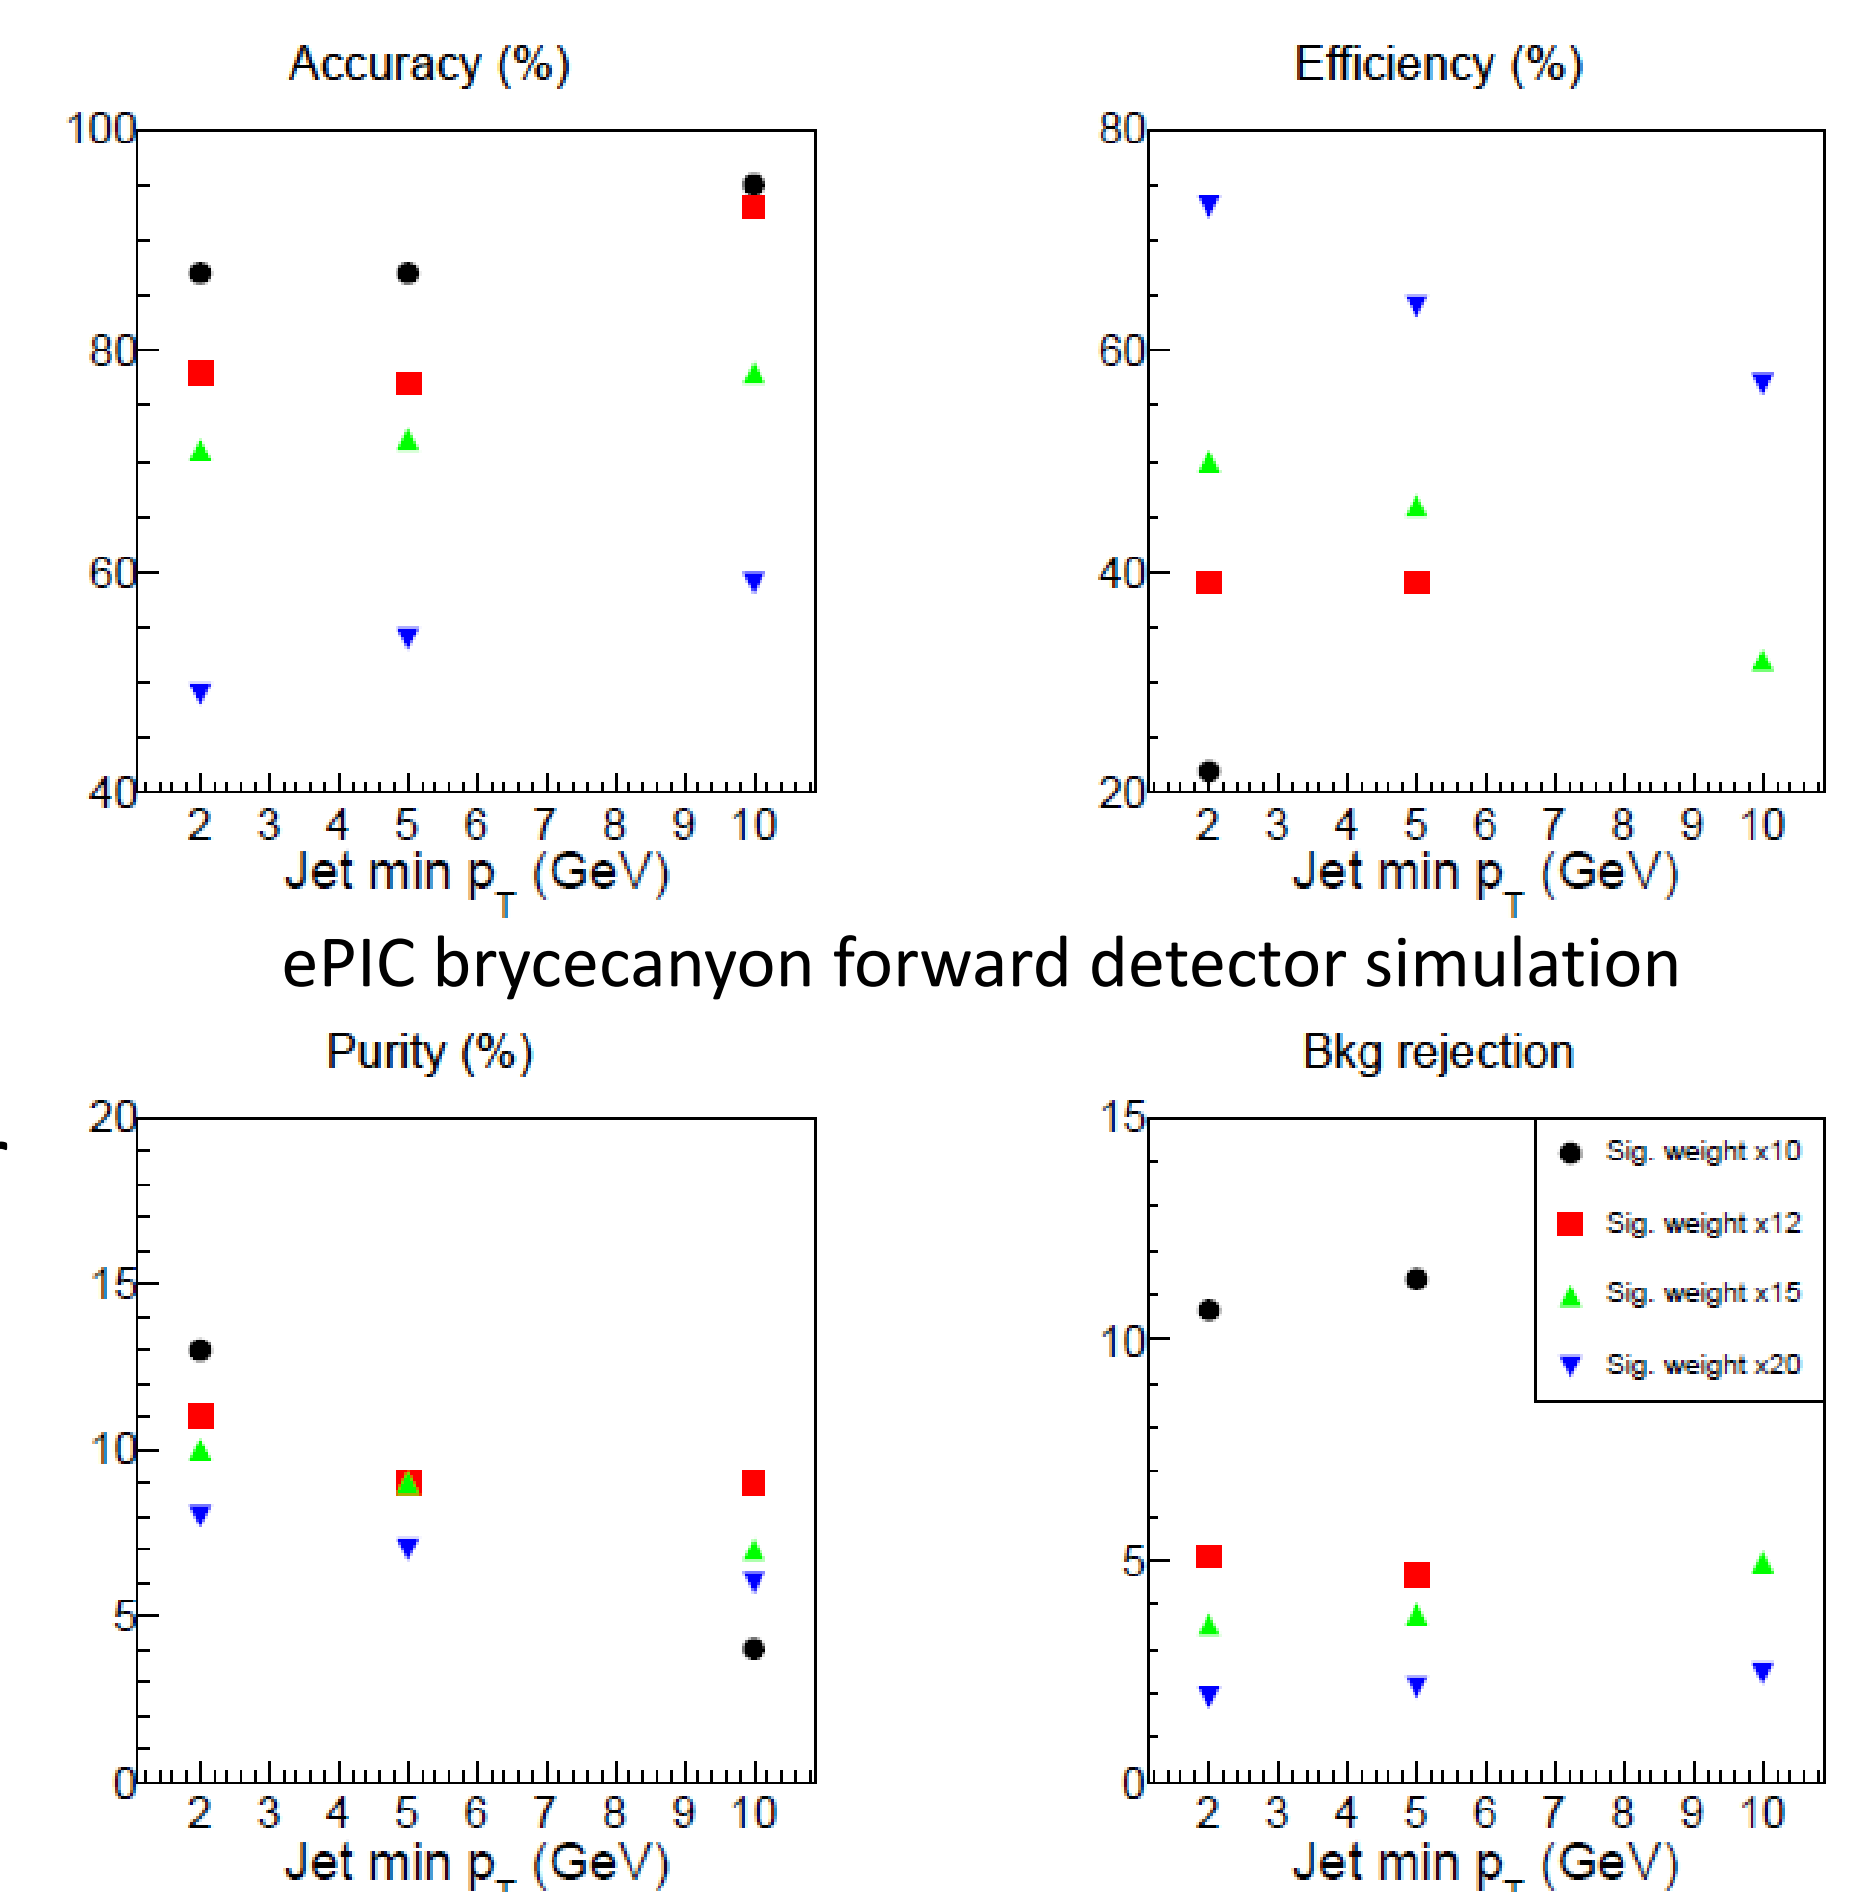 Accuracy (%)
Efficiency (%)
100
80
60
40
2 3 4 5 6 7 8 9 10
Jet min pT (GeV)
80
60
40
20
2 3 4 5 6 7 8 9 10
Jet min pT (GeV)
ePIC brycecanyon forward detector simulation
Purity (%)
Bkg rejection
20
15
10
5
0
2 3 4 5 6 7 8 9 10
Jet min pT (GeV)
15
10
5
0
Sig. weight x10
Sig. weight x12
Sig. weight x15
Sig. weight x20
2 3 4 5 6 7 8 9 10
Jet min pT (GeV)